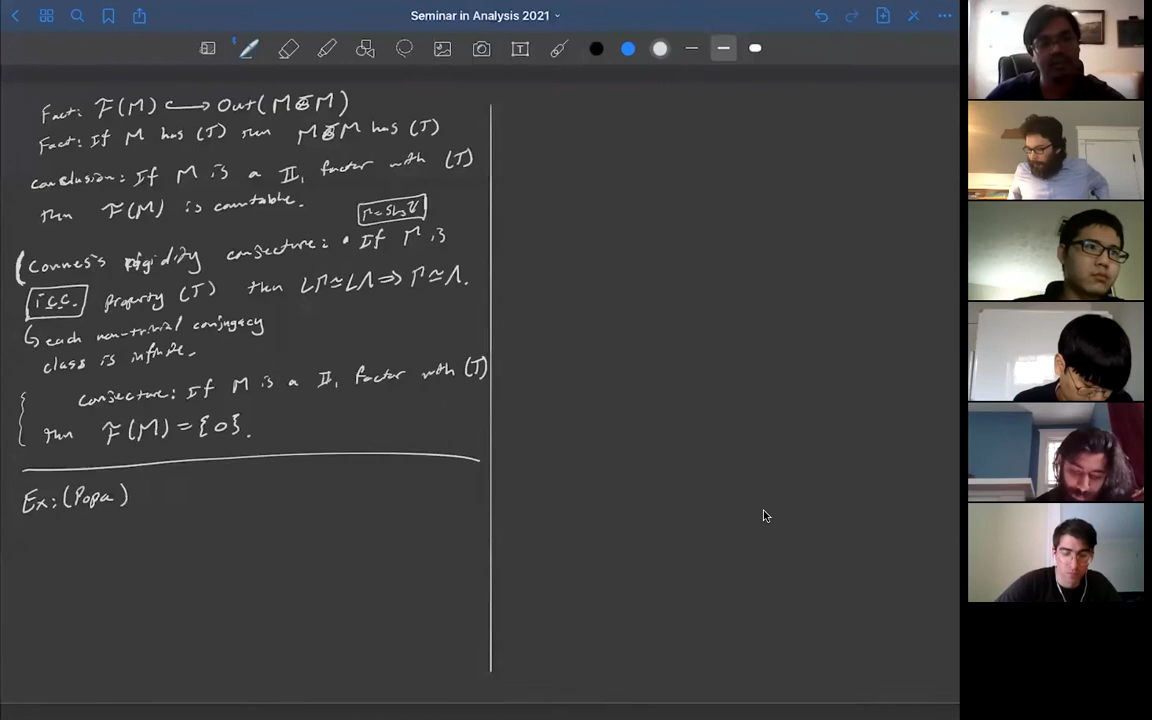 Seminar in Analysis 2021
Fact: F(M) ↪ Out(M ⊗̄ M)
Fact: If M has (T) then M ⊗̄ M has (T)
conclusion: If M is a II₁ factor with (T)
then F(M) is countable.
Γ=SL₃ℤ
Connes's rigidity conjecture: • If Γ is
i.c.c. property (T) then LΓ≃LΛ ⇒ Γ≃Λ.
↳ each non-trivial conjugacy
class is infinite.
conjecture: If M is a II₁ factor with (T)
then F(M) = {0}.
Ex: (Popa)